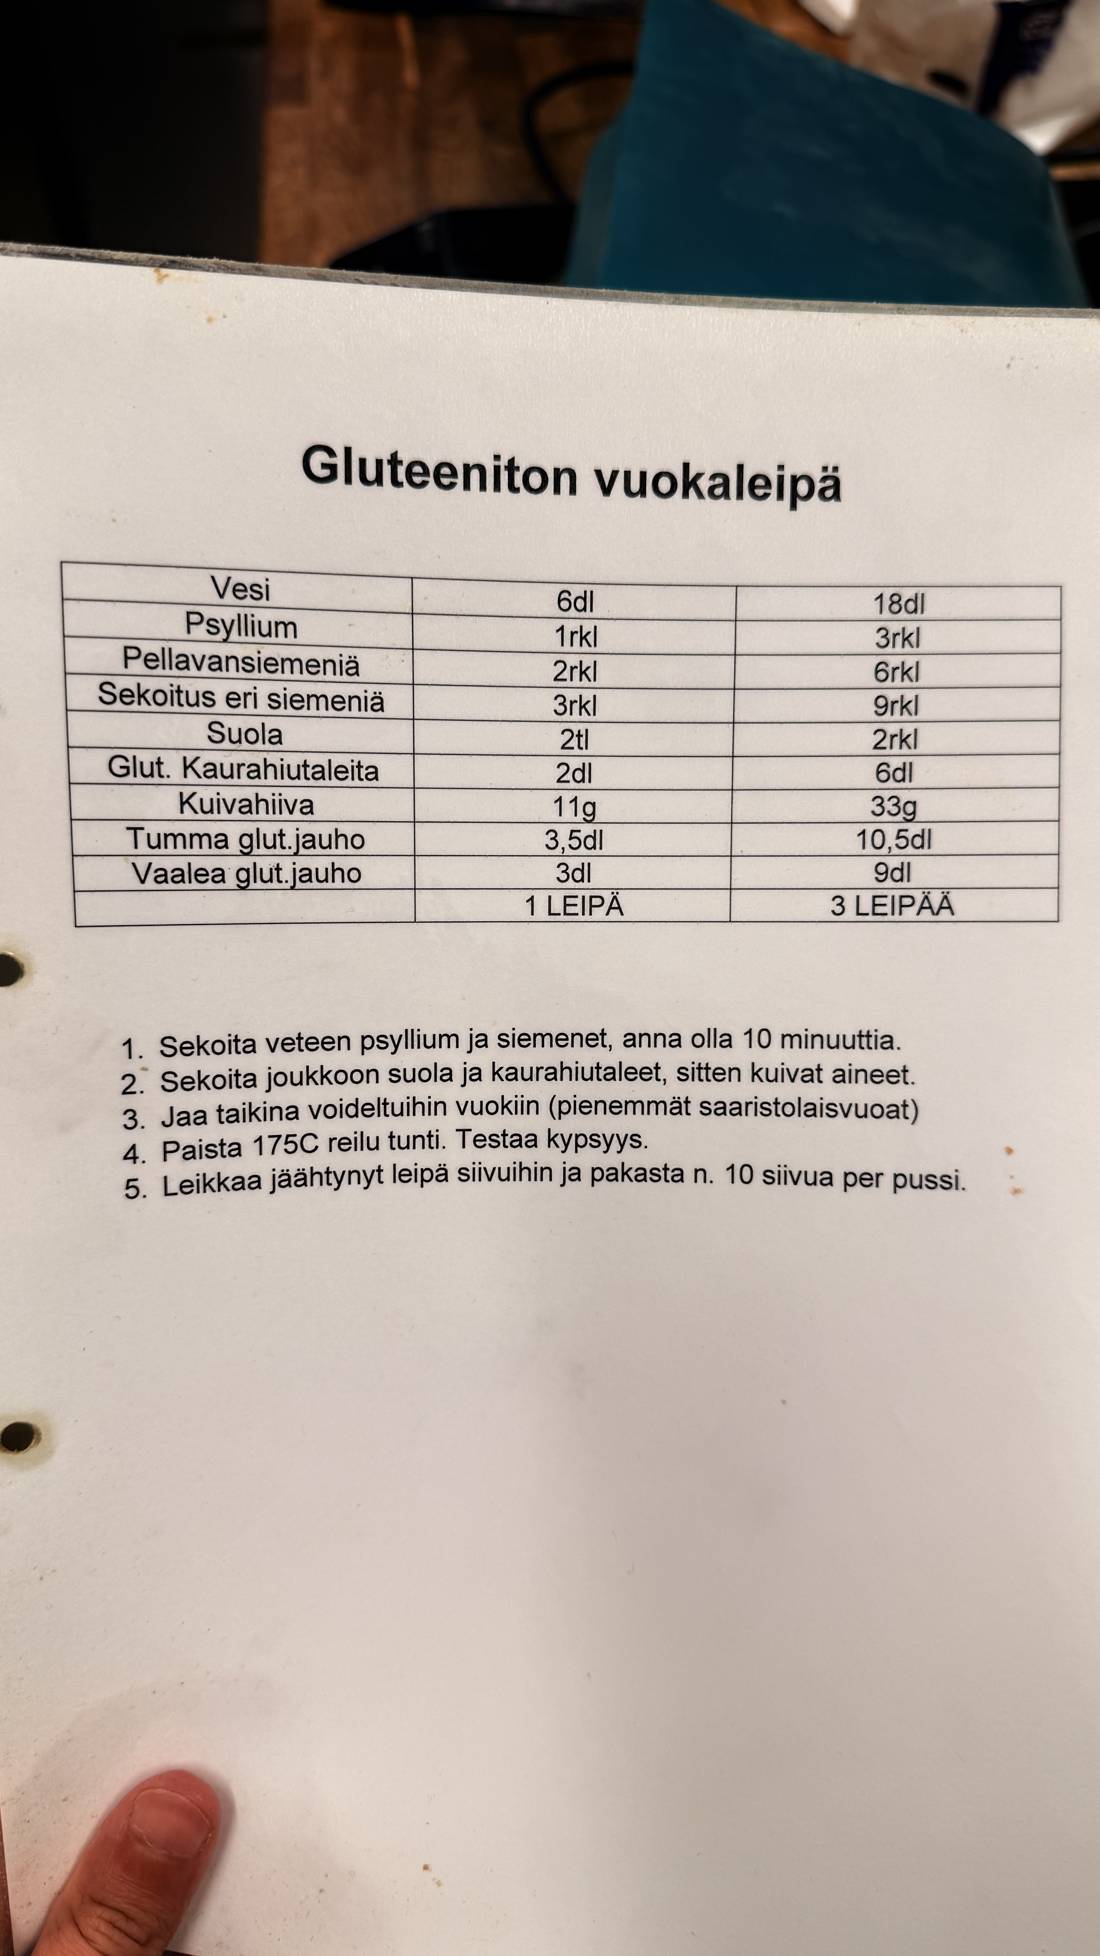 Gluteeniton vuokaleipä
Vesi 6dl 18dl
Psyllium 1rkl 3rkl
Pellavansiemeniä 2rkl 6rkl
Sekoitus eri siemeniä 3rkl 9rkl
Suola 2tl 2rkl
Glut. Kaurahiutaleita 2dl 6dl
Kuivahiiva 11g 33g
Tumma glut.jauho 3,5dl 10,5dl
Vaalea glut.jauho 3dl 9dl
1 LEIPÄ 3 LEIPÄÄ
1. Sekoita veteen psyllium ja siemenet, anna olla 10 minuuttia.
2. Sekoita joukkoon suola ja kaurahiutaleet, sitten kuivat aineet.
3. Jaa taikina voideltuihin vuokiin (pienemmät saaristolaisvuoat)
4. Paista 175C reilu tunti. Testaa kypsyys.
5. Leikkaa jäähtynyt leipä siivuihin ja pakasta n. 10 siivua per pussi.